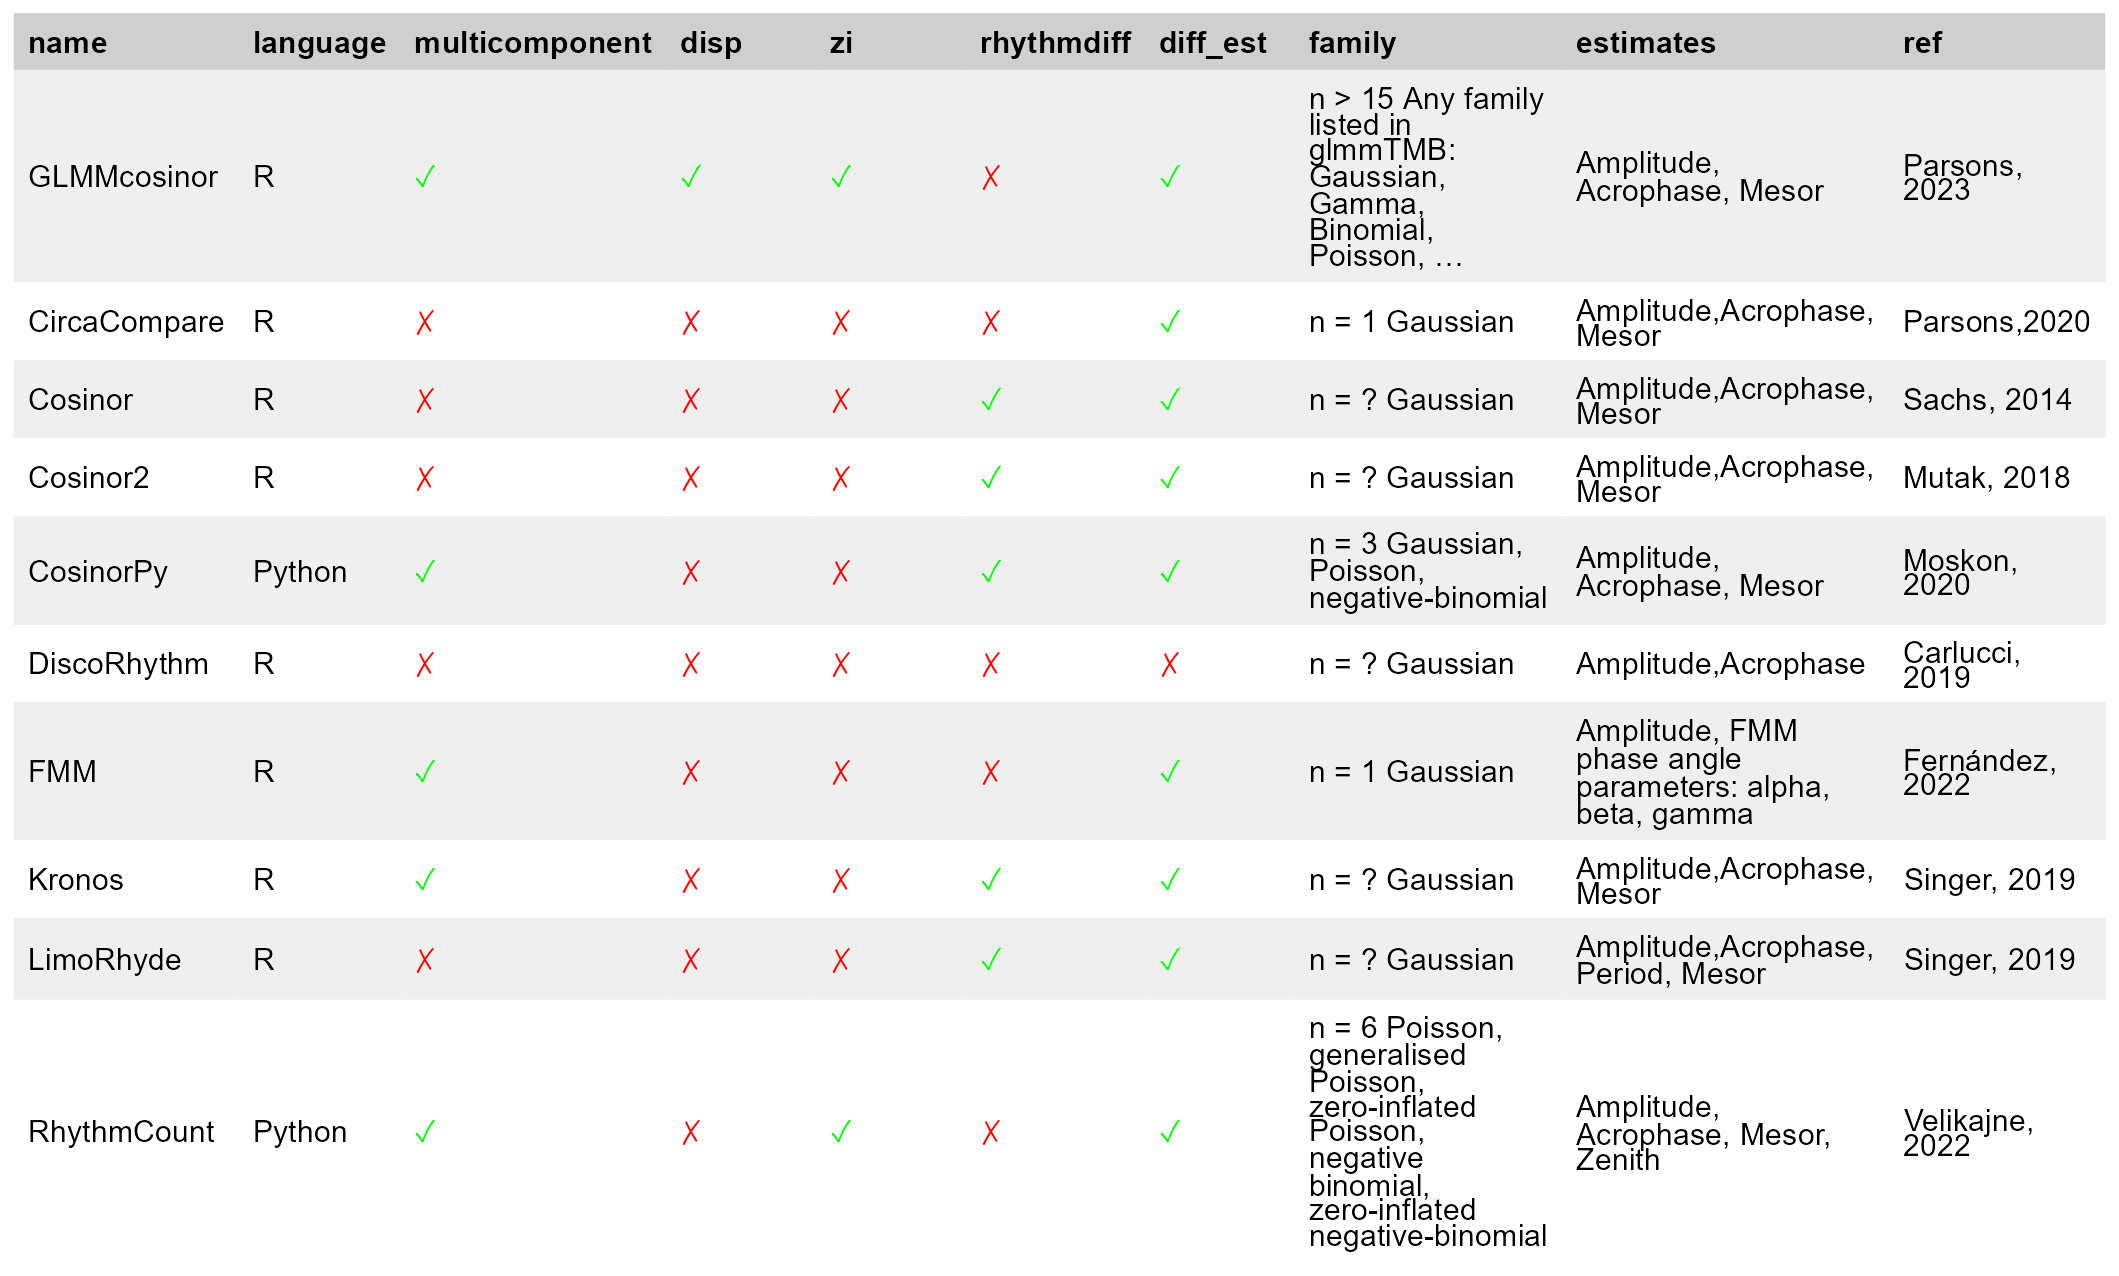 name language multicomponent disp zi rhythmdiff diff_est family estimates ref
GLMMcosinor R ✓ ✓ ✓ ✗ ✓
n > 15 Any family
listed in
glmmTMB:
Gaussian,
Gamma,
Binomial,
Poisson, …
Amplitude,
Acrophase, Mesor
Parsons,
2023
CircaCompare R ✗ ✗ ✗ ✗ ✓ n = 1 Gaussian
Amplitude,Acrophase,
Mesor
Parsons,2020
Cosinor R ✗ ✗ ✗ ✓ ✓ n = ? Gaussian
Amplitude,Acrophase,
Mesor
Sachs, 2014
Cosinor2 R ✗ ✗ ✗ ✓ ✓ n = ? Gaussian
Amplitude,Acrophase,
Mesor
Mutak, 2018
CosinorPy Python ✓ ✗ ✗ ✓ ✓
n = 3 Gaussian,
Poisson,
negative-binomial
Amplitude,
Acrophase, Mesor
Moskon,
2020
DiscoRhythm R ✗ ✗ ✗ ✗ ✗ n = ? Gaussian Amplitude,Acrophase
Carlucci,
2019
FMM R ✓ ✗ ✗ ✗ ✓ n = 1 Gaussian
Amplitude, FMM
phase angle
parameters: alpha,
beta, gamma
Fernández,
2022
Kronos R ✓ ✗ ✗ ✓ ✓ n = ? Gaussian
Amplitude,Acrophase,
Mesor
Singer, 2019
LimoRhyde R ✗ ✗ ✗ ✓ ✓ n = ? Gaussian
Amplitude,Acrophase,
Period, Mesor
Singer, 2019
RhythmCount Python ✓ ✗ ✓ ✗ ✓
n = 6 Poisson,
generalised
Poisson,
zero-inflated
Poisson,
negative
binomial,
zero-inflated
negative-binomial
Amplitude,
Acrophase, Mesor,
Zenith
Velikajne,
2022